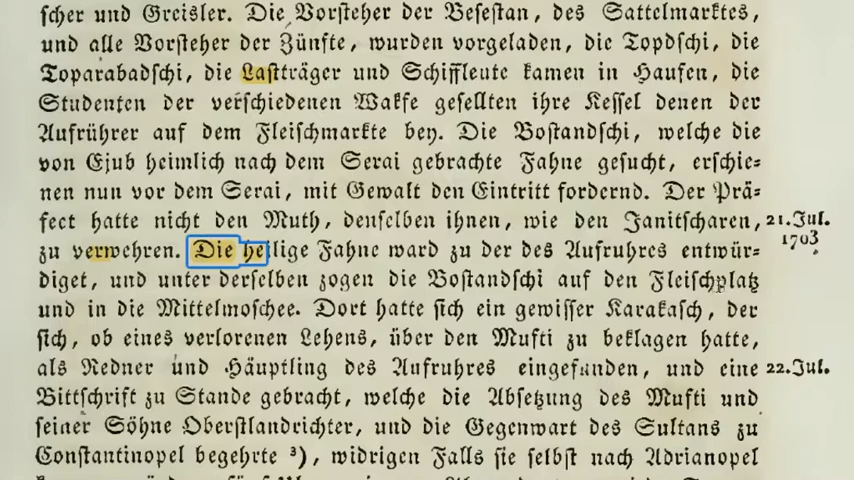 scher und Greisler. Die Vorsteher der Besestan, des Sattelmarktes,
und alle Vorsteher der Zünfte, wurden vorgeladen, die Topdschi, die
Toparabadschi, die Lastträger und Schiffleute kamen in Haufen, die
Studenten der verschiedenen Wakfe gesellten ihre Kessel denen der
Aufrührer auf dem Fleischmarkte bey. Die Bostandschi, welche die
von Ejub heimlich nach dem Serai gebrachte Fahne gesucht, erschie=
nen nun vor dem Serai, mit Gewalt den Eintritt fordernd. Der Prä=
fect hatte nicht den Muth, denselben ihnen, wie den Janitscharen, 21. Jul.
zu verwehren. Die heilige Fahne ward zu der des Aufruhres entwür= 1703
diget, und unter derselben zogen die Bostandschi auf den Fleischplatz
und in die Mittelmoschee. Dort hatte sich ein gewisser Karakasch, der
sich, ob eines verlorenen Lehens, über den Mufti zu beklagen hatte,
als Redner und Häuptling des Aufruhres eingefunden, und eine 22. Jul.
Bittschrift zu Stande gebracht, welche die Absetzung des Mufti und
seiner Söhne Oberstlandrichter, und die Gegenwart des Sultans zu
Constantinopel begehrte ³), widrigen Falls sie selbst nach Adrianopel